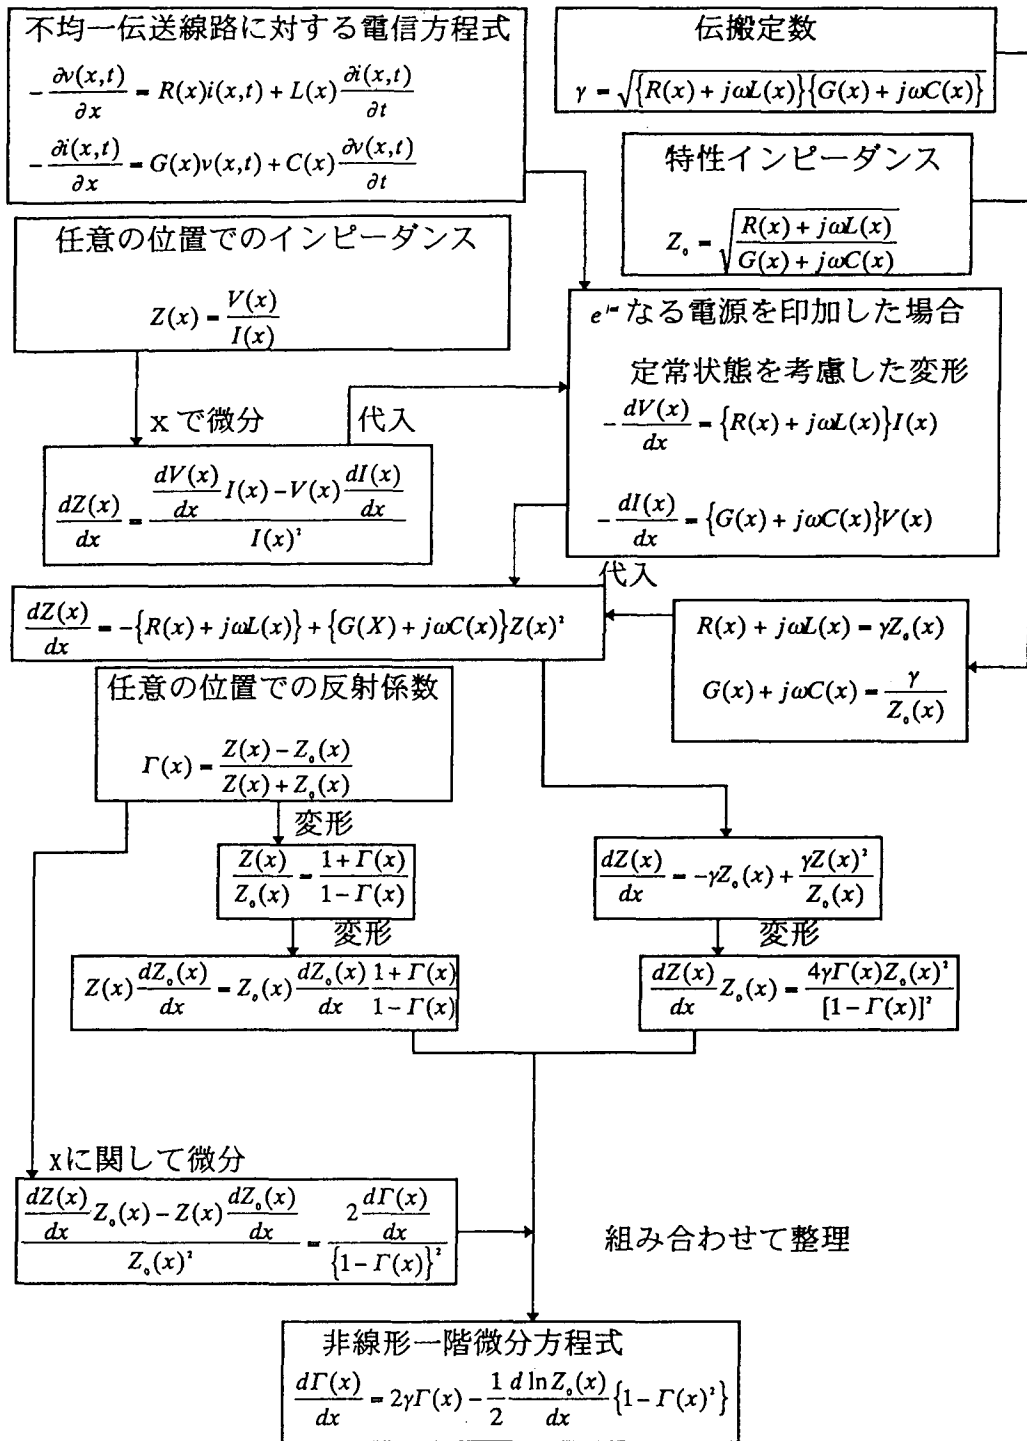 不均一伝送線路に対する電信方程式
-∂v(x,t)/∂x = R(x)i(x,t) + L(x) ∂i(x,t)/∂t
-∂i(x,t)/∂x = G(x)v(x,t) + C(x) ∂v(x,t)/∂t
伝搬定数
γ = √{R(x) + jωL(x)}{G(x) + jωC(x)}
特性インピーダンス
Z₀ = √((R(x) + jωL(x))/(G(x) + jωC(x)))
任意の位置でのインピーダンス
Z(x) = V(x)/I(x)
xで微分
代入
dZ(x)/dx = (dV(x)/dx I(x) - V(x) dI(x)/dx)/I(x)²
なる電源を印加した場合
定常状態を考慮した変形
-dV(x)/dx = {R(x) + jωL(x)}I(x)
-dI(x)/dx = {G(x) + jωC(x)}V(x)
代入
dZ(x)/dx = -{R(x) + jωL(x)} + {G(X) + jωC(x)}Z(x)²
R(x) + jωL(x) = γZ₀(x)
G(x) + jωC(x) = γ/Z₀(x)
任意の位置での反射係数
Γ(x) = (Z(x) - Z₀(x))/(Z(x) + Z₀(x))
変形
Z(x)/Z₀(x) = (1 + Γ(x))/(1 - Γ(x))
変形
Z(x) dZ₀(x)/dx = Z₀(x) dZ₀(x)/dx (1 + Γ(x))/(1 - Γ(x))
dZ(x)/dx = -γZ₀(x) + γZ(x)²/Z₀(x)
変形
dZ(x)/dx Z₀(x) = 4γΓ(x)Z₀(x)²/[1 - Γ(x)]²
xに関して微分
(dZ(x)/dx Z₀(x) - Z(x) dZ₀(x)/dx)/Z₀(x)² = 2 dΓ(x)/dx/{1 - Γ(x)}²
組み合わせて整理
非線形一階微分方程式
dΓ(x)/dx = 2γΓ(x) - 1/2 d ln Z₀(x)/dx {1 - Γ(x)²}